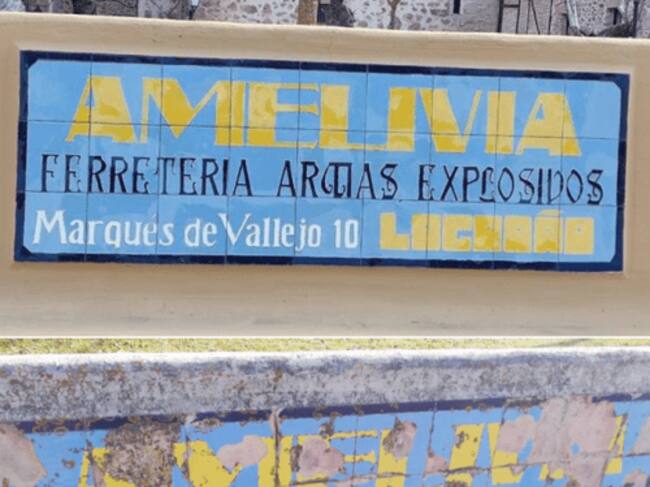 AMELIVIA
FERRETERIA ARMAS EXPLOSIVOS
Marques de Vallejo 10 LOGROÑO